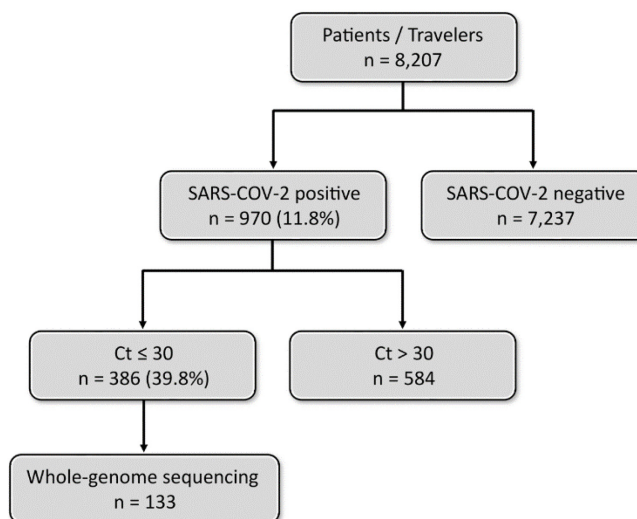 Patients / Travelers
n = 8,207
SARS-COV-2 positive
n = 970 (11.8%)
SARS-COV-2 negative
n = 7,237
Ct ≤ 30
n = 386 (39.8%)
Ct > 30
n = 584
Whole-genome sequencing
n = 133